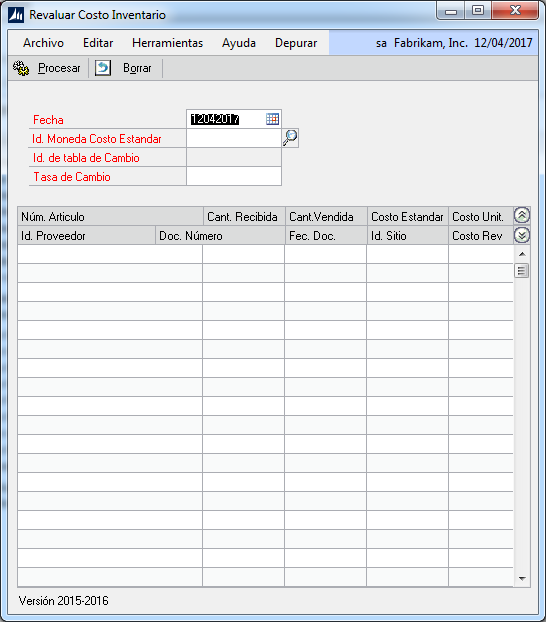 Revaluar Costo Inventario
Archivo Editar Herramientas Ayuda Depurar sa Fabrikam, Inc. 12/04/2017
Procesar Borrar
Fecha 12042017
Id. Moneda Costo Estandar
Id. de tabla de Cambio
Tasa de Cambio
Núm. Articulo Cant. Recibida Cant.Vendida Costo Estandar Costo Unit.
Id. Proveedor Doc. Número Fec. Doc. Id. Sitio Costo Rev
Versión 2015-2016